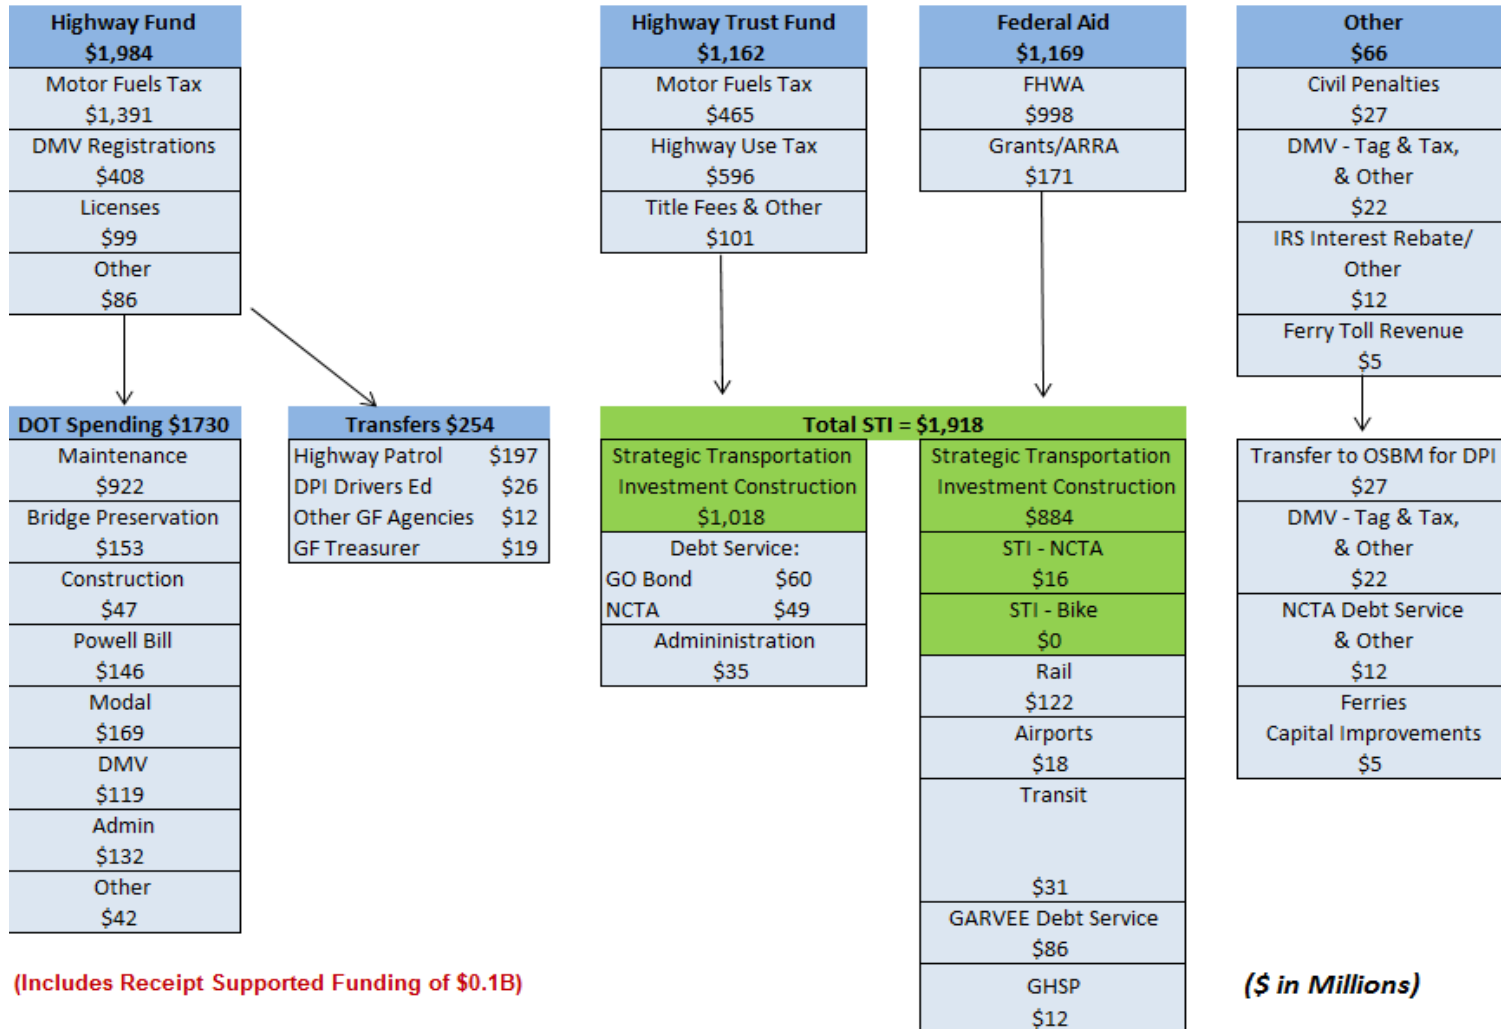 Highway Fund
$1,984
Motor Fuels Tax
$1,391
DMV Registrations
$408
Licenses
$99
Other
$86
Highway Trust Fund
$1,162
Motor Fuels Tax
$465
Highway Use Tax
$596
Title Fees & Other
$101
Federal Aid
$1,169
FHWA
$998
Grants/ARRA
$171
Other
$66
Civil Penalties
$27
DMV - Tag & Tax,
& Other
$22
IRS Interest Rebate/
Other
$12
Ferry Toll Revenue
$5
DOT Spending $1730
Maintenance
$922
Bridge Preservation
$153
Construction
$47
Powell Bill
$146
Modal
$169
DMV
$119
Admin
$132
Other
$42
Transfers $254
Highway Patrol $197
DPI Drivers Ed $26
Other GF Agencies $12
GF Treasurer $19
Total STI = $1,918
Strategic Transportation
Investment Construction
$1,018
Debt Service:
GO Bond $60
NCTA $49
Admininistration
$35
Strategic Transportation
Investment Construction
$884
STI - NCTA
$16
STI - Bike
$0
Rail
$122
Airports
$18
Transit
$31
GARVEE Debt Service
$86
GHSP
$12
Transfer to OSBM for DPI
$27
DMV - Tag & Tax,
& Other
$22
NCTA Debt Service
& Other
$12
Ferries
Capital Improvements
$5
(Includes Receipt Supported Funding of $0.1B)
($ in Millions)